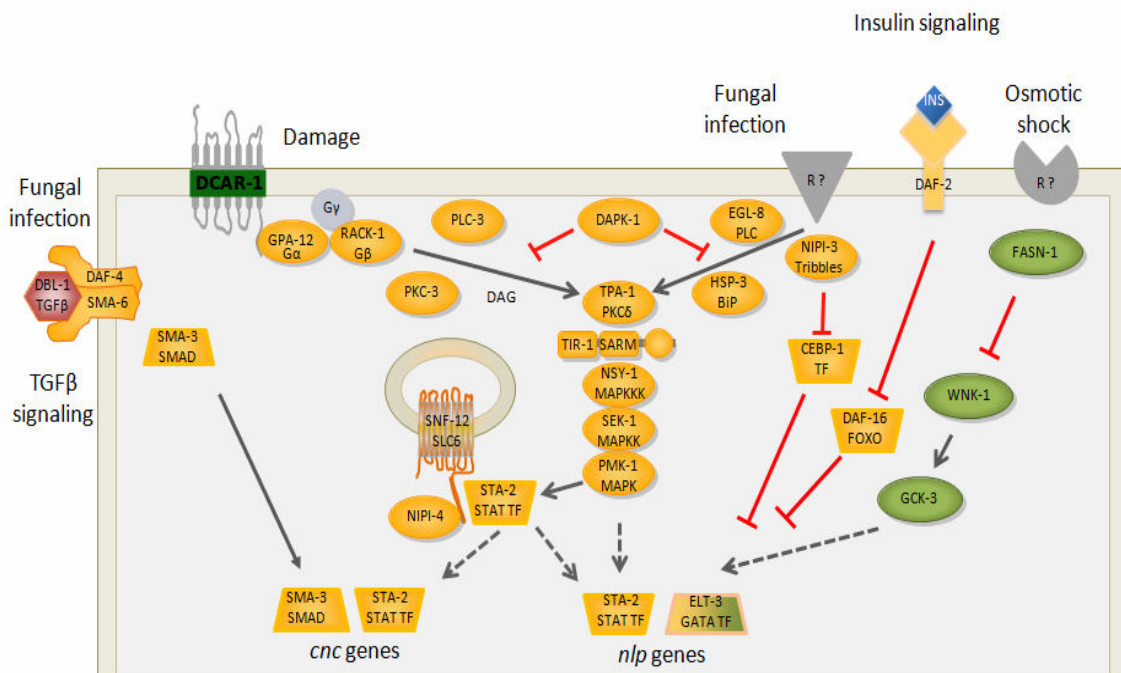 Insulin signaling
Damage
Fungal
infection
INS
Osmotic
shock
DCAR-1
R ?
DAF-2
R ?
Fungal
infection
Gγ
GPA-12
Gα
RACK-1
Gβ
PLC-3
DAPK-1
EGL-8
PLC
NIPI-3
Tribbles
FASN-1
DBL-1
TGFβ
DAF-4
SMA-6
PKC-3
DAG
TPA-1
PKCδ
HSP-3
BiP
SMA-3
SMAD
TIR-1
SARM
CEBP-1
TF
TGFβ
signaling
NSY-1
MAPKKK
WNK-1
SNF-12
SLC6
SEK-1
MAPKK
DAF-16
FOXO
PMK-1
MAPK
STA-2
STAT TF
NIPI-4
GCK-3
SMA-3
SMAD
STA-2
STAT TF
STA-2
STAT TF
ELT-3
GATA TF
cnc genes
nlp genes